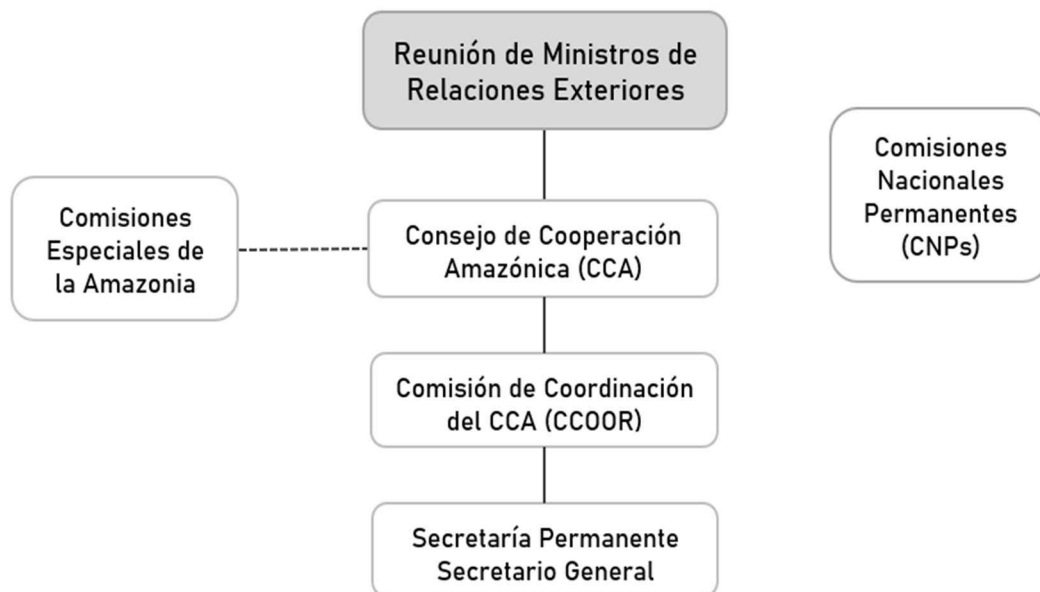 Reunión de Ministros de
Relaciones Exteriores
Comisiones
Nacionales
Permanentes
(CNPs)
Comisiones
Especiales de
la Amazonia
Consejo de Cooperación
Amazónica (CCA)
Comisión de Coordinación
del CCA (CCOOR)
Secretaría Permanente
Secretario General